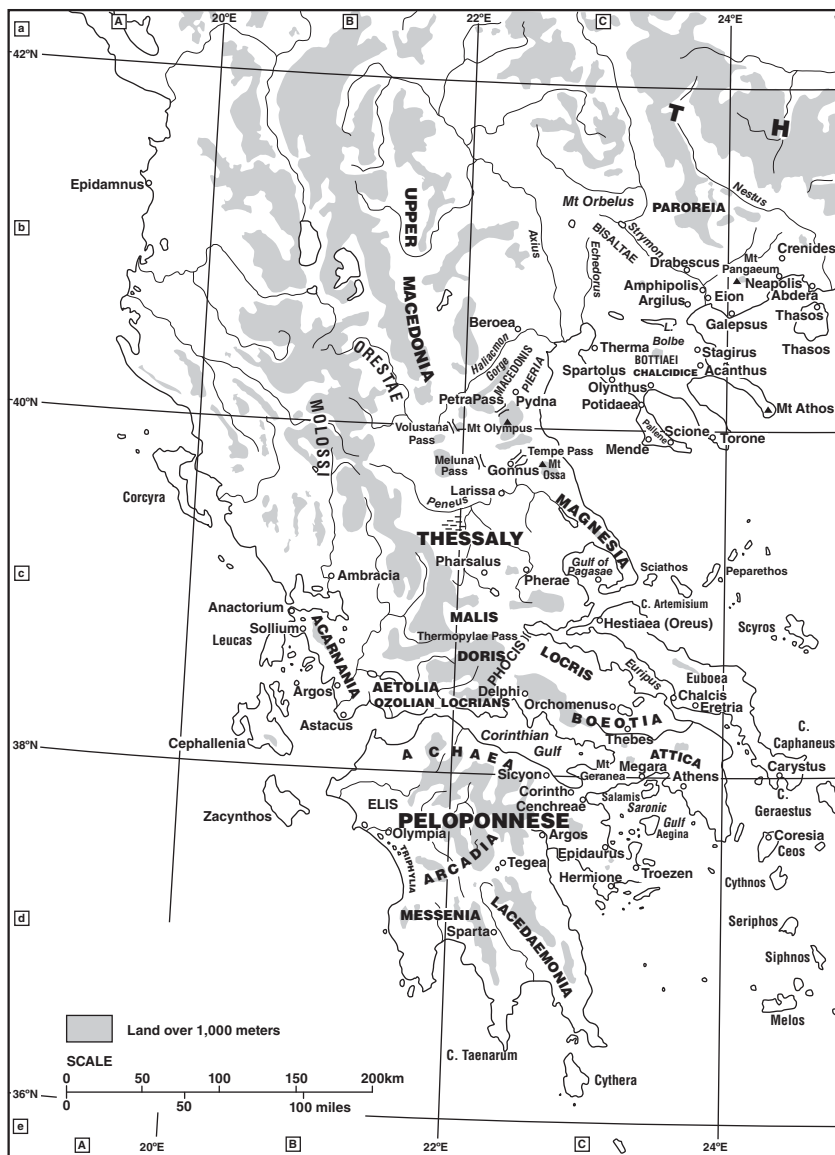 a
A
20°E
B
22°E
C
24°E
42°N
T
H
Epidamnus
b
UPPER
MACEDONIA
Mt Orbelus
PAROREIA
Nestus
Axius
Echedorus
BISALTAE
Strymon
Crenides
Drabescus
Mt
Pangaeum
Amphipolis
Neapolis
Argilus
Eion
Abdera
Thasos
Galepsus
Beroea
L.
Bolbe
Thasos
ORESTAE
Haliacmon
Gorge
MACEDONIS
PIERIA
Therma
BOTTIAEI
Stagirus
CHALCIDICE
Spartolus
Acanthus
Olynthus
40°N
PetraPass
Pydna
Potidaea
Mt Athos
MOLOSSI
Volustana
Pass
Mt Olympus
Pallene
Scione
Mende
Torone
Meluna
Pass
Tempe Pass
Gonnus
Mt
Ossa
Corcyra
Larissa
Peneus
MAGNESIA
THESSALY
c
Pharsalus
Gulf of
Pagasae
Sciathos
Peparethos
Ambracia
Pherae
C. Artemisium
Anactorium
MALIS
Hestiaea (Oreus)
Sollium
Thermopylae Pass
Scyros
Leucas
ACARNANIA
DORIS
PHOCIS
LOCRIS
Euripus
Euboea
Argos
AETOLIA
Delphi
Chalcis
OZOLIAN LOCRIANS
Orchomenus
Eretria
Astacus
BOEOTIA
38°N
Cephallenia
Corinthian
Gulf
Thebes
C.
Caphaneus
ACHAEA
Mt
Geranea
Megara
ATTICA
Sicyon
Athens
Carystus
Corinth
Cenchreae
Salamis
C.
Geraestus
Zacynthos
ELIS
PELOPONNESE
Saronic
Gulf
Aegina
Olympia
Argos
Coresia
Ceos
TRIPHYLIA
ARCADIA
Epidaurus
Tegea
Troezen
Hermione
Cythnos
d
MESSENIA
LACEDAEMONIA
Seriphos
Sparta
Siphnos
Land over 1,000 meters
Melos
SCALE
0 50 100 150 200km
C. Taenarum
0 50 100 miles
Cythera
36°N
e
A
20°E
B
22°E
C
24°E